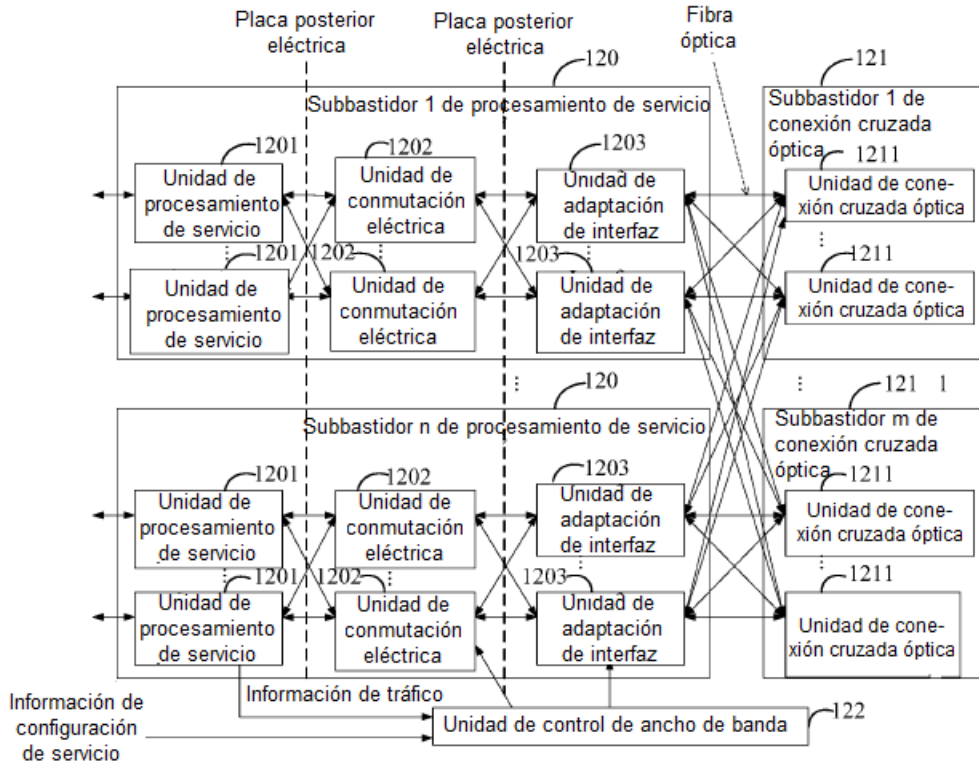 Placa posterior
eléctrica
Placa posterior
eléctrica
Fibra
óptica
120
121
Subbastidor 1 de procesamiento de servicio
Subbastidor 1 de
conexión cruzada
óptica
1201
1202
1203
1211
Unidad de
procesamiento
de servicio
Unidad de
conmutación
eléctrica
Unidad de
adaptación
de interfaz
Unidad de cone-
xión cruzada óptica
1201
1202
1203
1211
Unidad de
procesamiento
de servicio
Unidad de
conmutación
eléctrica
Unidad de
adaptación
de interfaz
Unidad de cone-
xión cruzada óptica
120
121 1
Subbastidor n de procesamiento de servicio
Subbastidor m de
conexión cruzada
óptica
1201
1202
1203
1211
Unidad de
procesamiento
de servicio
Unidad de
conmutación
eléctrica
Unidad de
adaptación
de interfaz
Unidad de cone-
xión cruzada óptica
1201
1202
1203
1211
Unidad de
procesamiento
de servicio
Unidad de
conmutación
eléctrica
Unidad de
adaptación
de interfaz
Unidad de cone-
xión cruzada óptica
Información de tráfico
Información de
configuración
de servicio
Unidad de control de ancho de banda
122